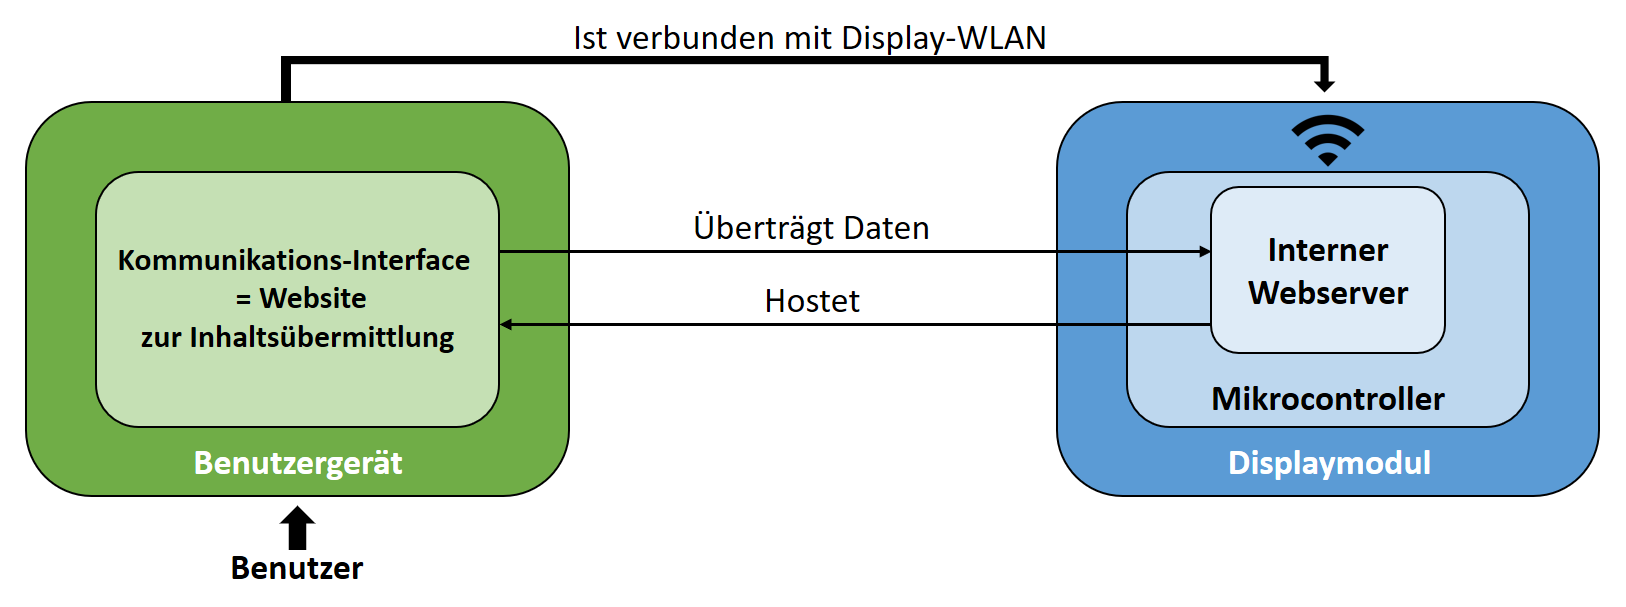 Ist verbunden mit Display-WLAN
Überträgt Daten
Hostet
Kommunikations-Interface
= Website
zur Inhaltsübermittlung
Benutzergerät
Benutzer
Interner
Webserver
Mikrocontroller
Displaymodul